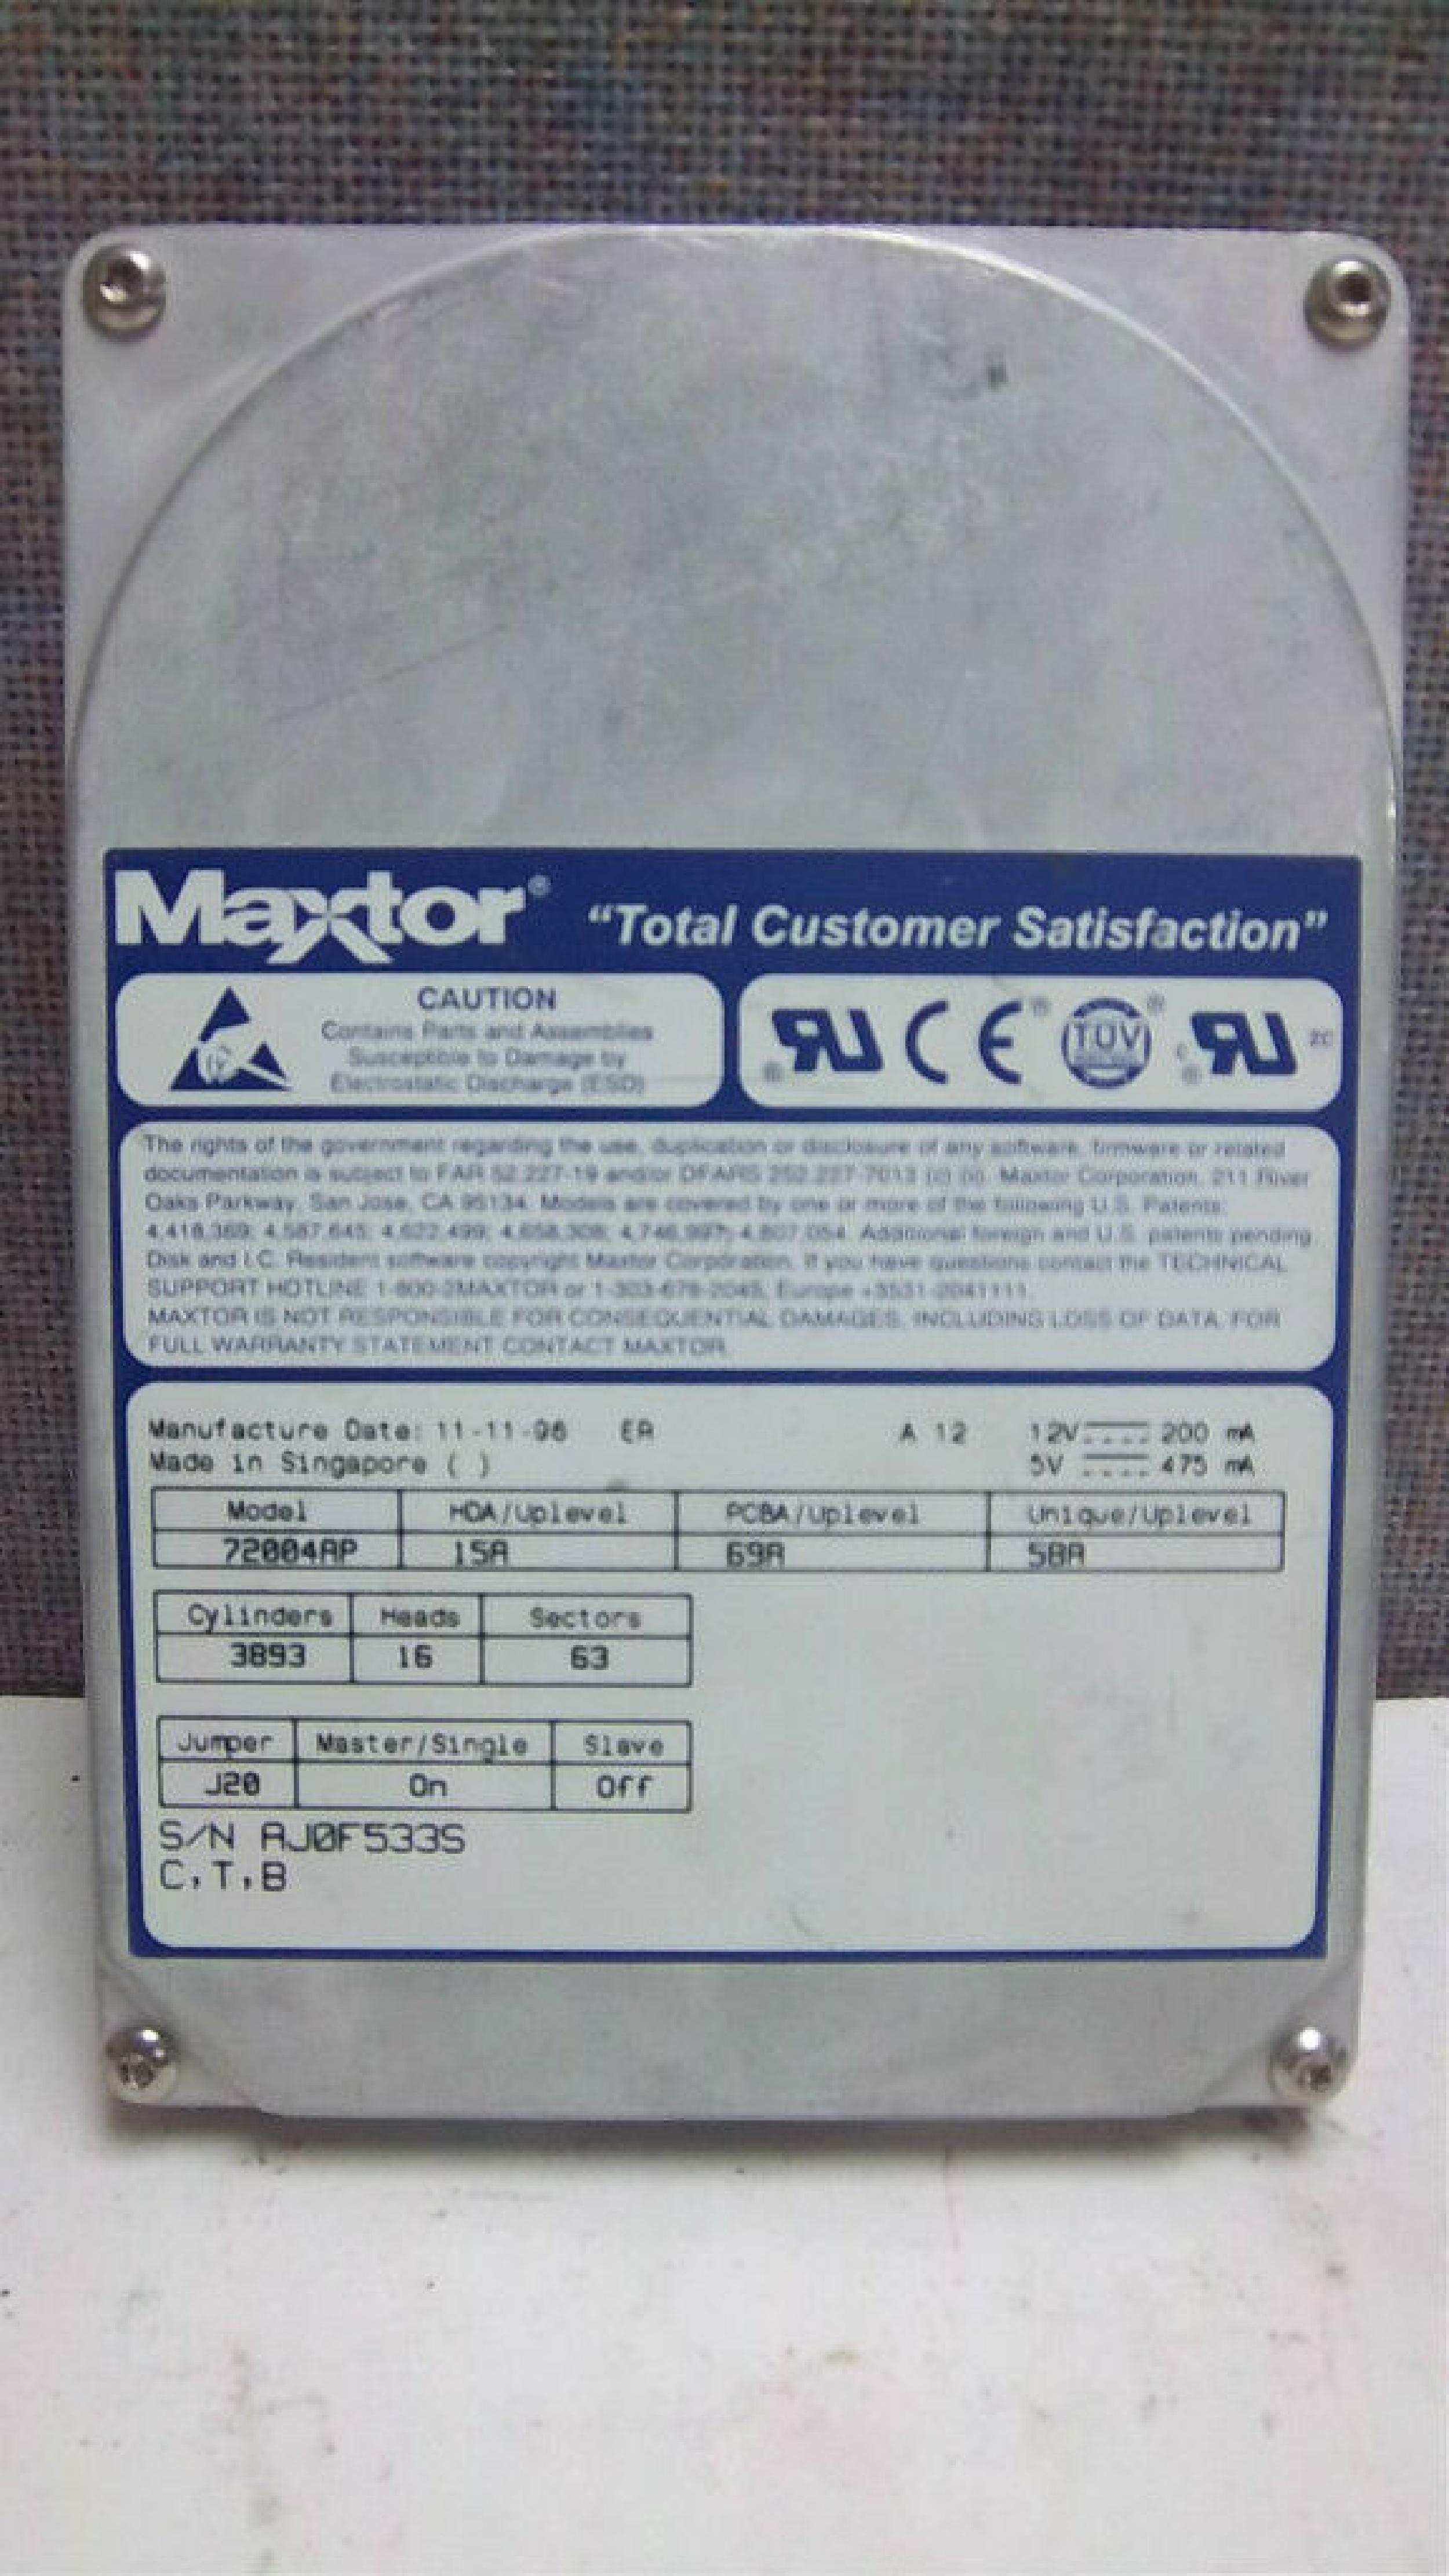 Maxtor® "Total Customer Satisfaction"
CAUTION
Contains Parts and Assemblies
Susceptible to Damage by
Electrostatic Discharge (ESD)
® RU CE ® TUV ® c RU ® 2C
The rights of the government regarding the use, duplication or disclosure of any software, firmware or related
documentation is subject to FAR 52.227-19 and/or DFARS 252.227-7013 (c) (ii). Maxtor Corporation, 211 River
Oaks Parkway, San Jose, CA 95134. Models are covered by one or more of the following U.S. Patents:
4,418,369; 4,587,645; 4,622,499; 4,658,308; 4,746,997; 4,807,054. Additional foreign and U.S. patents pending.
Disk and I.C. Resident software copyright Maxtor Corporation. If you have questions contact the TECHNICAL
SUPPORT HOTLINE 1-800-2MAXTOR or 1-303-678-2045, Europe +3531-2041111.
MAXTOR IS NOT RESPONSIBLE FOR CONSEQUENTIAL DAMAGES, INCLUDING LOSS OF DATA. FOR
FULL WARRANTY STATEMENT CONTACT MAXTOR.
Manufacture Date: 11-11-96 ER A 12 12V 200 mA
Made in Singapore ( ) 5V 475 mA
Model HDA/Uplevel PCBA/Uplevel Unique/Uplevel
72004AP 15A 69A 58A
Cylinders Heads Sectors
3893 16 63
Jumper Master/Single Slave
J20 On Off
S/N AJ0F533S
C,T,B